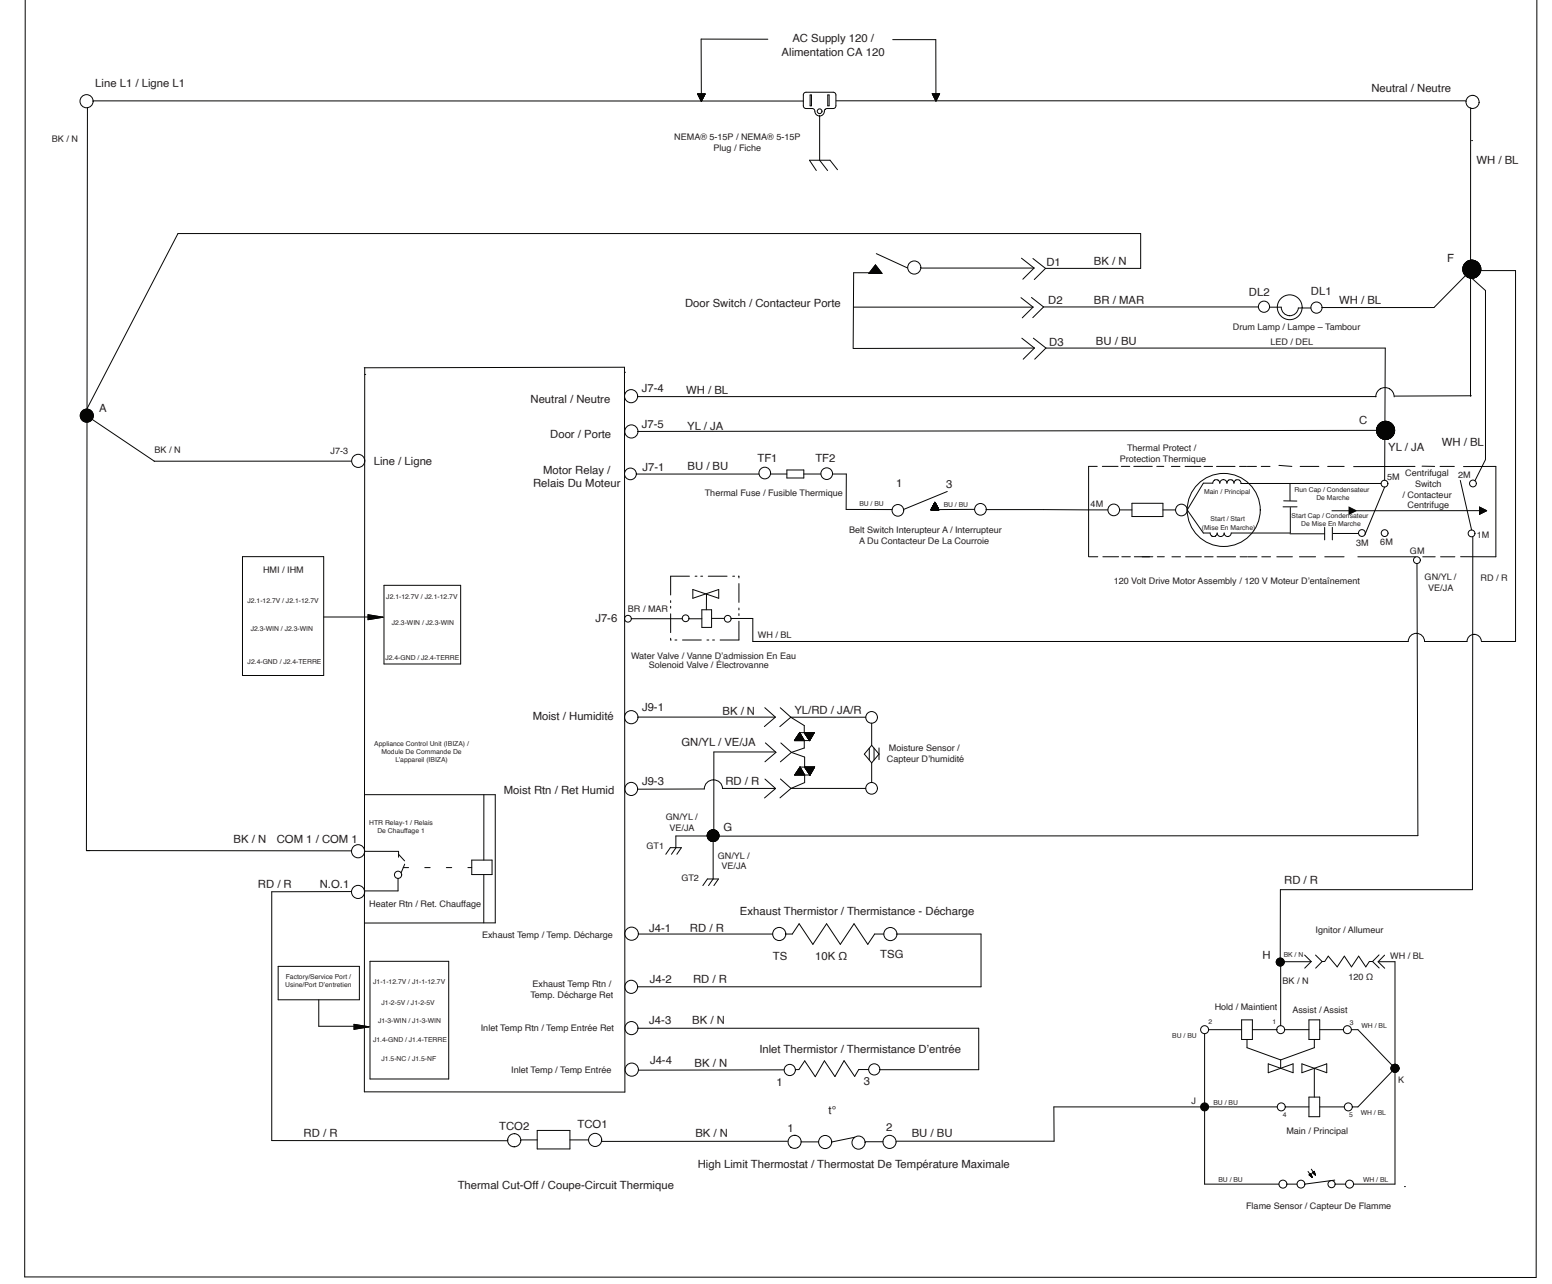 AC Supply 120 /
Alimentation CA 120
Line L1 / Ligne L1
Neutral / Neutre
BK / N
NEMA® 5-15P / NEMA® 5-15P
Plug / Fiche
WH / BL
F
D1
BK / N
Door Switch / Contacteur Porte
D2
BR / MAR
DL2
DL1
WH / BL
Drum Lamp / Lampe – Tambour
LED / DEL
D3
BU / BU
A
BK / N
J7-3
Line / Ligne
Neutral / Neutre
J7-4
WH / BL
Door / Porte
J7-5
YL / JA
C
YL / JA
WH / BL
Motor Relay /
Relais Du Moteur
J7-1
BU / BU
TF1
TF2
Thermal Fuse / Fusible Thermique
BU / BU
1
3
BU / BU
Belt Switch Interupteur A / Interrupteur
A Du Contacteur De La Courroie
Thermal Protect /
Protection Thermique
4M
Main / Principal
Start / Start
(Mise En Marche)
Run Cap / Condensateur
De Marche
Start Cap / Condensateur
De Mise En Marche
5M
Centrifugal
Switch
/ Contacteur
Centrifuge
2M
3M
6M
1M
GM
GN/YL /
VE/JA
RD / R
120 Volt Drive Motor Assembly / 120 V Moteur D'entaînement
HMI / IHM
J2.1-12.7V / J2.1-12.7V
J2.3-WIN / J2.3-WIN
J2.4-GND / J2.4-TERRE
J2.1-12.7V / J2.1-12.7V
J2.3-WIN / J2.3-WIN
J2.4-GND / J2.4-TERRE
J7-6
BR / MAR
WH / BL
Water Valve / Vanne D'admission En Eau
Solenoid Valve / Électrovanne
Moist / Humidité
J9-1
BK / N
YL/RD / JA/R
GN/YL / VE/JA
Moisture Sensor /
Capteur D'humidité
Appliance Control Unit (IBIZA) /
Module De Commande De
L'appareil (IBIZA)
Moist Rtn / Ret Humid
J9-3
RD / R
GN/YL /
VE/JA
G
GT1
GN/YL /
VE/JA
GT2
HTR Relay-1 / Relais
De Chauffage 1
BK / N
COM 1 / COM 1
RD / R
N.O.1
Heater Rtn / Ret. Chauffage
RD / R
Exhaust Thermistor / Thermistance - Décharge
Exhaust Temp / Temp. Décharge
J4-1
RD / R
TS
10K Ω
TSG
Ignitor / Allumeur
H
BK / N
WH / BL
120 Ω
BK / N
Factory/Service Port /
Usine/Port D'entretien
J1-1-12.7V / J1-1-12.7V
J1-2-5V / J1-2-5V
J1-3-WIN / J1-3-WIN
J1.4-GND / J1.4-TERRE
J1.5-NC / J1.5-NF
Exhaust Temp Rtn /
Temp. Décharge Ret
J4-2
RD / R
Inlet Temp Rtn / Temp Entrée Ret
J4-3
BK / N
Inlet Thermistor / Thermistance D'entrée
Inlet Temp / Temp Entrée
J4-4
BK / N
1
3
Hold / Maintient
Assist / Assist
2
1
3
BU / BU
WH / BL
K
J
BU / BU
4
5
WH / BL
Main / Principal
RD / R
TCO2
TCO1
BK / N
t°
1
2
BU / BU
High Limit Thermostat / Thermostat De Température Maximale
Thermal Cut-Off / Coupe-Circuit Thermique
BU / BU
WH / BL
Flame Sensor / Capteur De Flamme